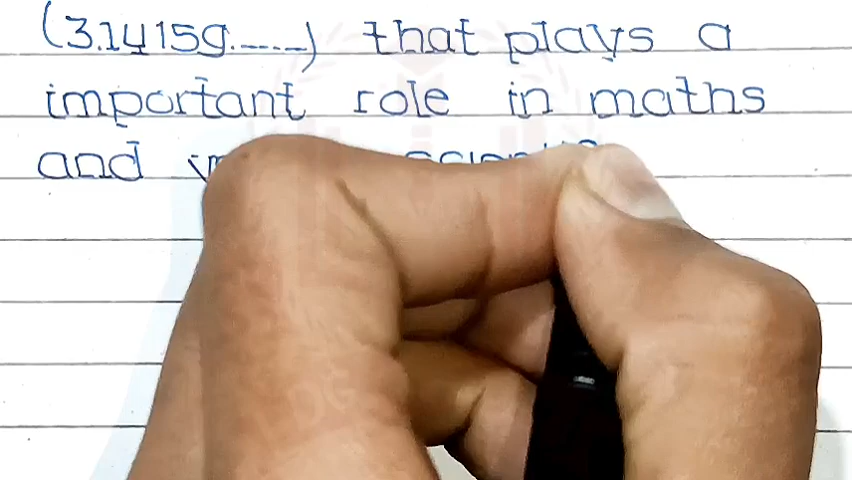 (3.14159.----) that plays a
important role in maths
and